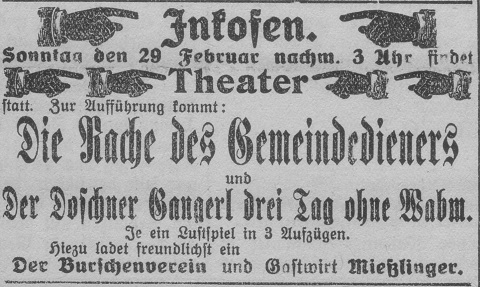 Inkofen.
Sonntag den 29 Februar nachm. 3 Uhr findet
Theater
statt. Zur Aufführung kommt:
Die Rache des Gemeindedieners
und
Der Doschner Gangerl drei Tag ohne Wabm.
Je ein Lustspiel in 3 Aufzügen.
Hiezu ladet freundlichst ein
Der Burschenverein und Gastwirt Mießlinger.